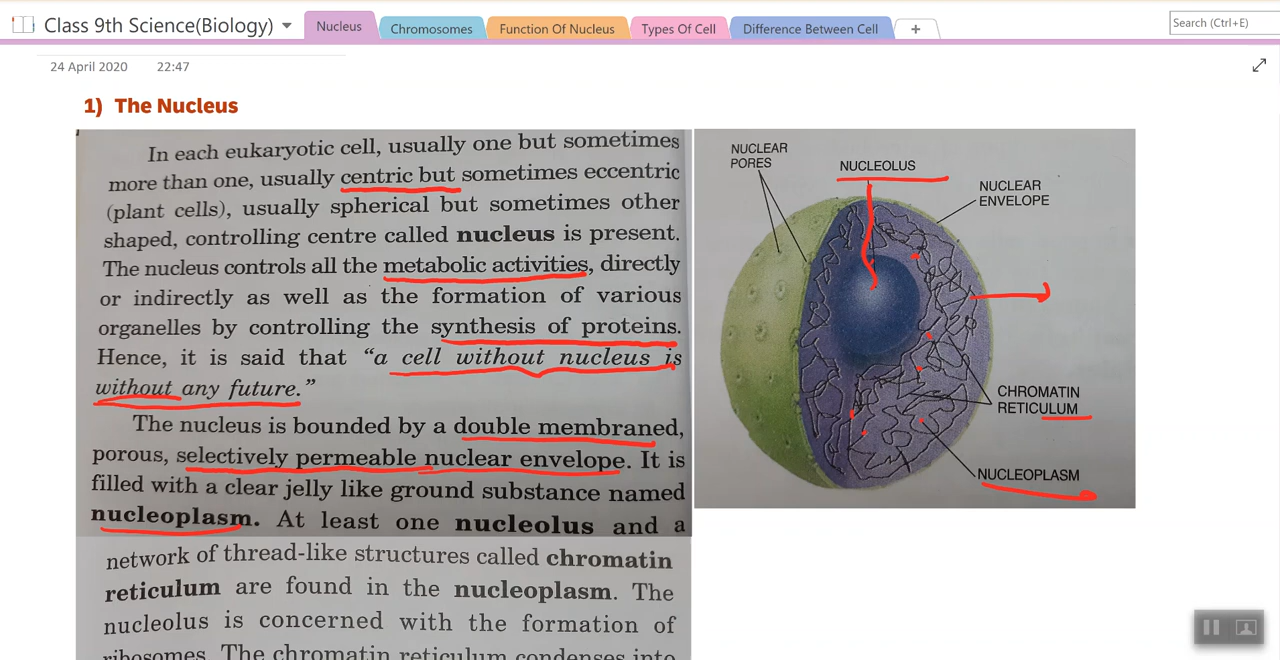 Class 9th Science(Biology)
Nucleus
Chromosomes
Function Of Nucleus
Types Of Cell
Difference Between Cell
+
Search (Ctrl+E)
24 April 2020 22:47
1) The Nucleus
In each eukaryotic cell, usually one but sometimes
more than one, usually centric but sometimes eccentric
(plant cells), usually spherical but sometimes other
shaped, controlling centre called nucleus is present.
The nucleus controls all the metabolic activities, directly
or indirectly as well as the formation of various
organelles by controlling the synthesis of proteins.
Hence, it is said that “a cell without nucleus is
without any future.”
The nucleus is bounded by a double membraned,
porous, selectively permeable nuclear envelope. It is
filled with a clear jelly like ground substance named
nucleoplasm. At least one nucleolus and a
network of thread-like structures called chromatin
reticulum are found in the nucleoplasm. The
nucleolus is concerned with the formation of
ribosomes. The chromatin reticulum condenses into
NUCLEAR
PORES
NUCLEOLUS
NUCLEAR
ENVELOPE
CHROMATIN
RETICULUM
NUCLEOPLASM